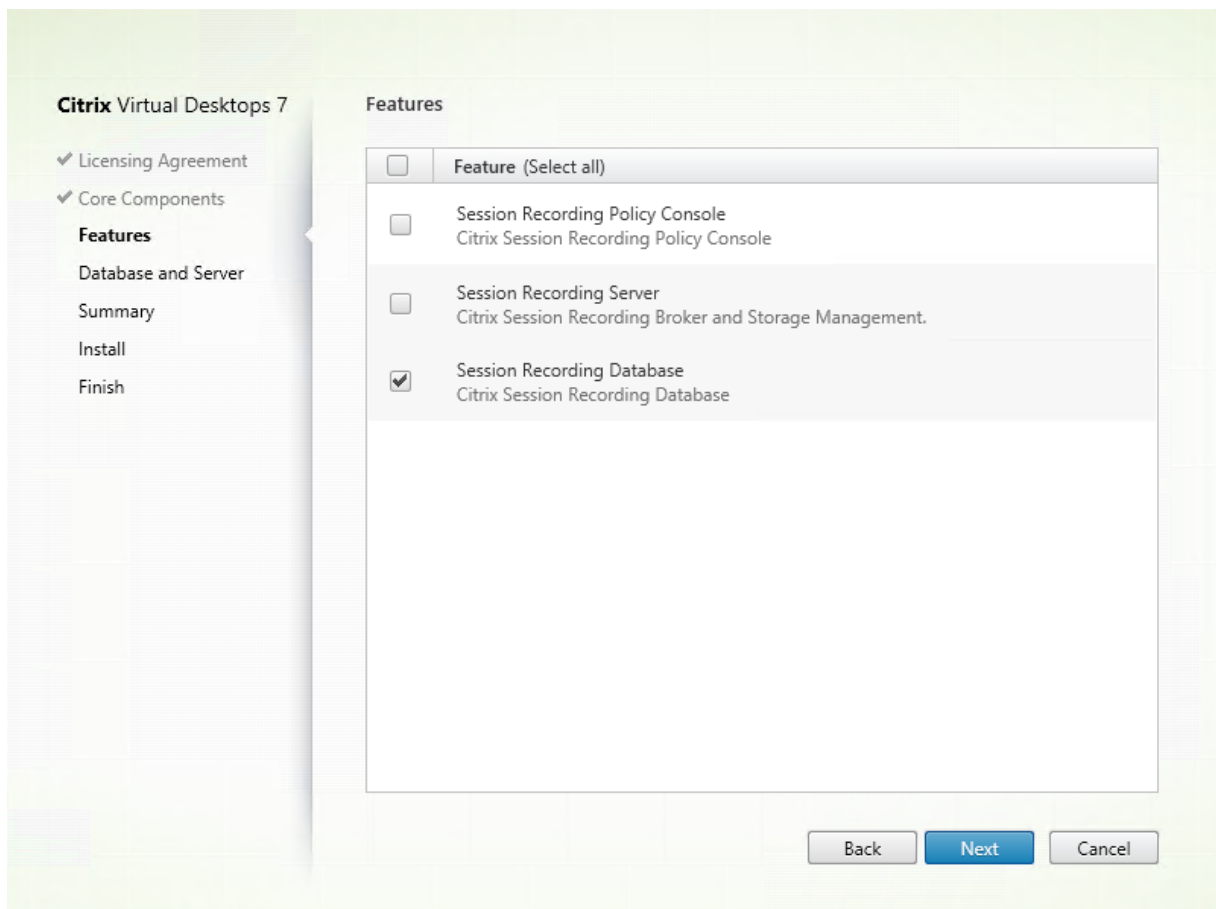 Citrix Virtual Desktops 7
Licensing Agreement
Core Components
Features
Database and Server
Summary
Install
Finish
Features
Feature (Select all)
Session Recording Policy Console
Citrix Session Recording Policy Console
Session Recording Server
Citrix Session Recording Broker and Storage Management.
Session Recording Database
Citrix Session Recording Database
Back
Next
Cancel